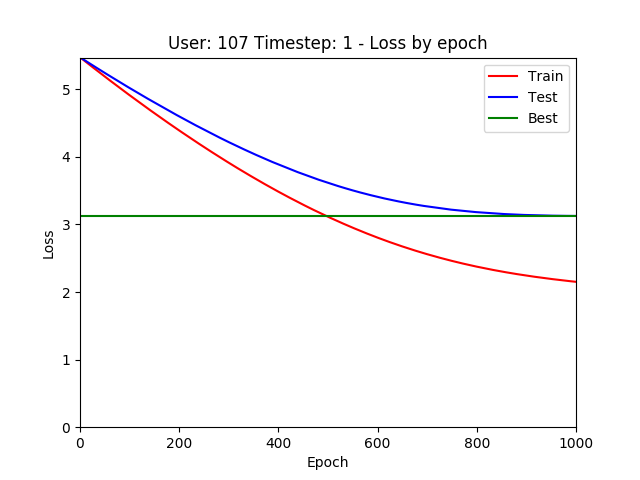 User: 107 Timestep: 1 - Loss by epoch
Train
Test
Best
5
4
3
2
1
0
Loss
0 200 400 600 800 1000
Epoch